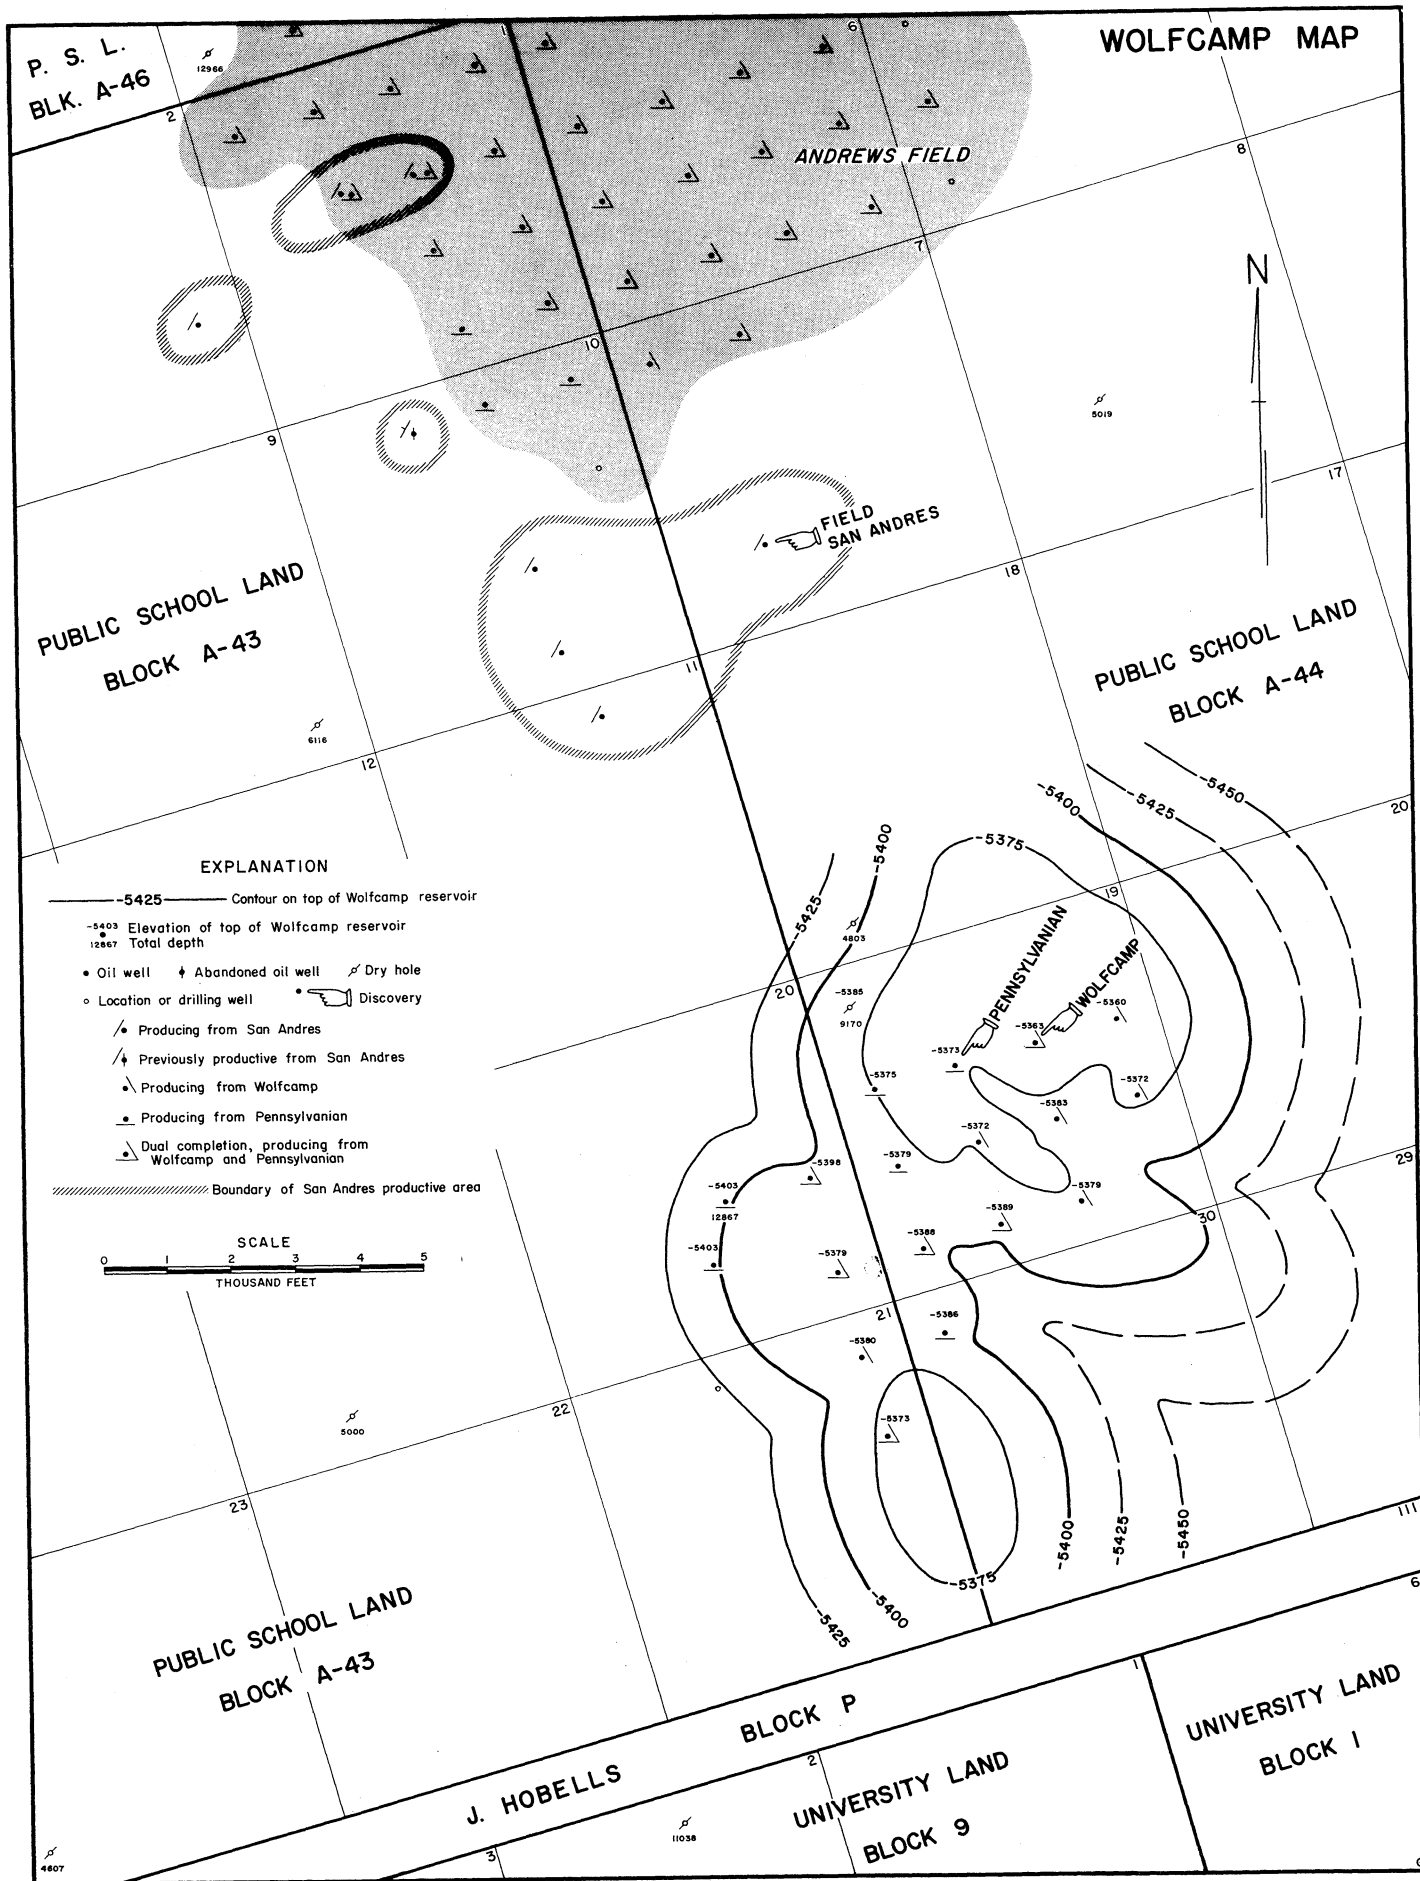 WOLFCAMP MAP
P. S. L.
BLK. A-46
12966
1
6
2
ANDREWS FIELD
8
7
N
10
5019
9
17
FIELD
SAN ANDRES
18
PUBLIC SCHOOL LAND
BLOCK A-43
PUBLIC SCHOOL LAND
BLOCK A-44
11
6116
12
-5450
-5425
-5400
20
-5400
-5375
19
-5425
4803
EXPLANATION
-5425 Contour on top of Wolfcamp reservoir
-5403 Elevation of top of Wolfcamp reservoir
12867 Total depth
Oil well Abandoned oil well Dry hole
Location or drilling well Discovery
Producing from San Andres
Previously productive from San Andres
Producing from Wolfcamp
Producing from Pennsylvanian
Dual completion, producing from
Wolfcamp and Pennsylvanian
Boundary of San Andres productive area
SCALE
0 1 2 3 4 5
THOUSAND FEET
PENNSYLVANIAN
WOLFCAMP
20
-5385
9170
-5360
-5363
-5373
-5375
-5372
-5383
-5372
-5379
-5398
-5379
-5403
12867
-5389
-5388
-5403
-5379
29
30
21
-5386
-5380
-5373
22
5000
23
111
-5400
-5425
-5450
-5375
-5400
-5425
6
PUBLIC SCHOOL LAND
BLOCK A-43
BLOCK P
J. HOBELLS
1
2
3
UNIVERSITY LAND
BLOCK 1
UNIVERSITY LAND
BLOCK 9
11038
4607